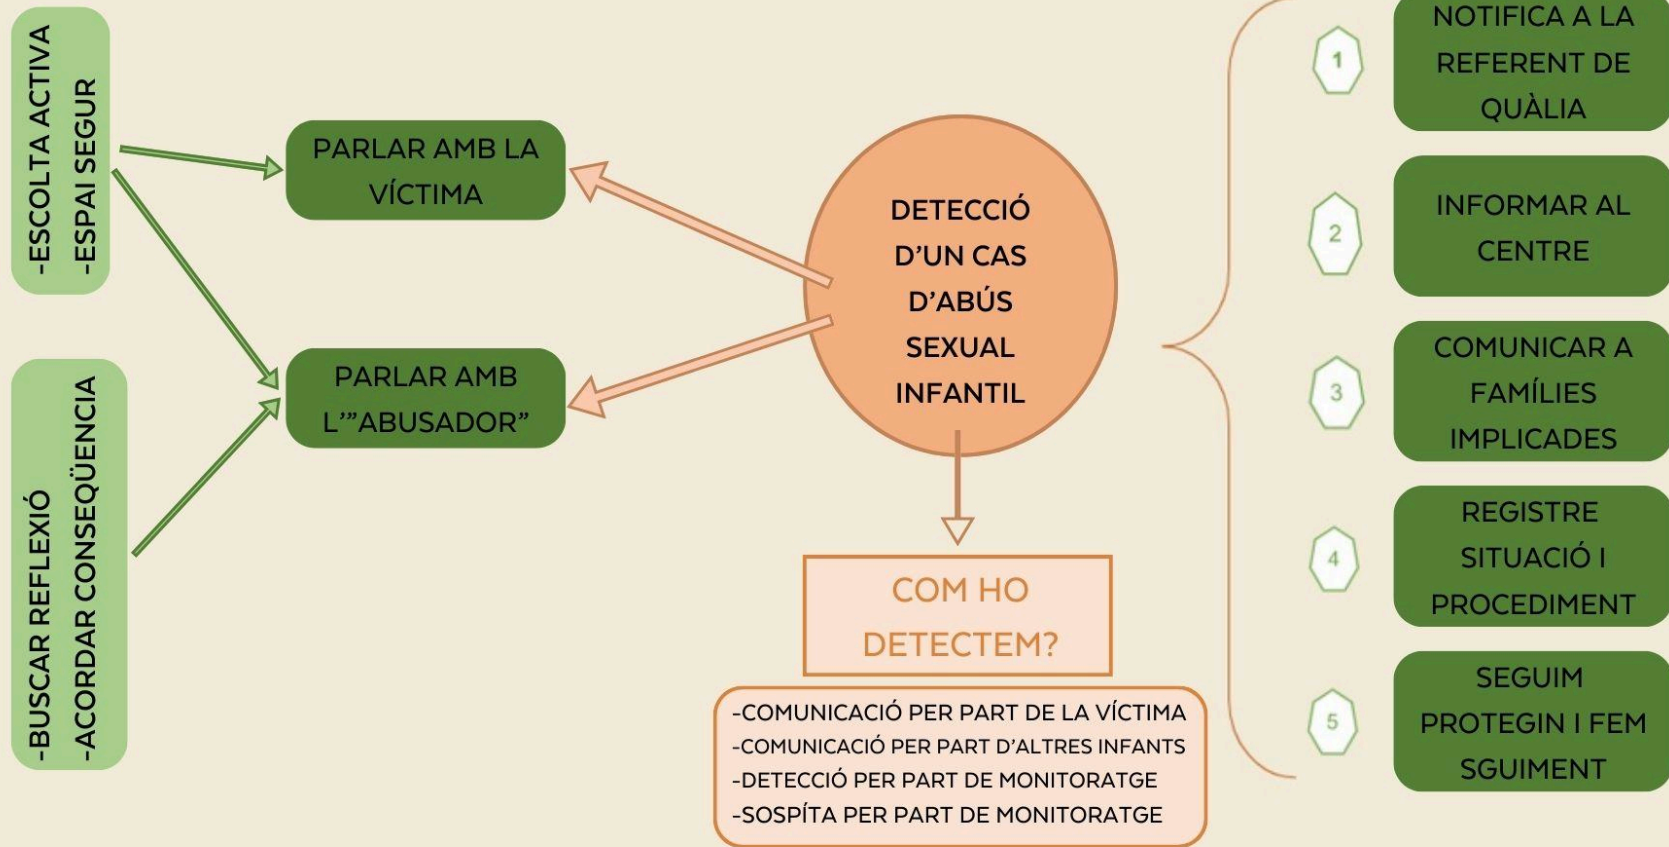 -ESCOLTA ACTIVA
-ESPAI SEGUR
-BUSCAR REFLEXIÓ
-ACORDAR CONSEQÜENCIA
PARLAR AMB LA
VÍCTIMA
PARLAR AMB
L'”ABUSADOR”
DETECCIÓ
D'UN CAS
D'ABÚS
SEXUAL
INFANTIL
COM HO
DETECTEM?
-COMUNICACIÓ PER PART DE LA VÍCTIMA
-COMUNICACIÓ PER PART D'ALTRES INFANTS
-DETECCIÓ PER PART DE MONITORATGE
-SOSPÍTA PER PART DE MONITORATGE
1
NOTIFICA A LA
REFERENT DE
QUÀLIA
2
INFORMAR AL
CENTRE
3
COMUNICAR A
FAMÍLIES
IMPLICADES
4
REGISTRE
SITUACIÓ I
PROCEDIMENT
5
SEGUIM
PROTEGIN I FEM
SGUIMENT